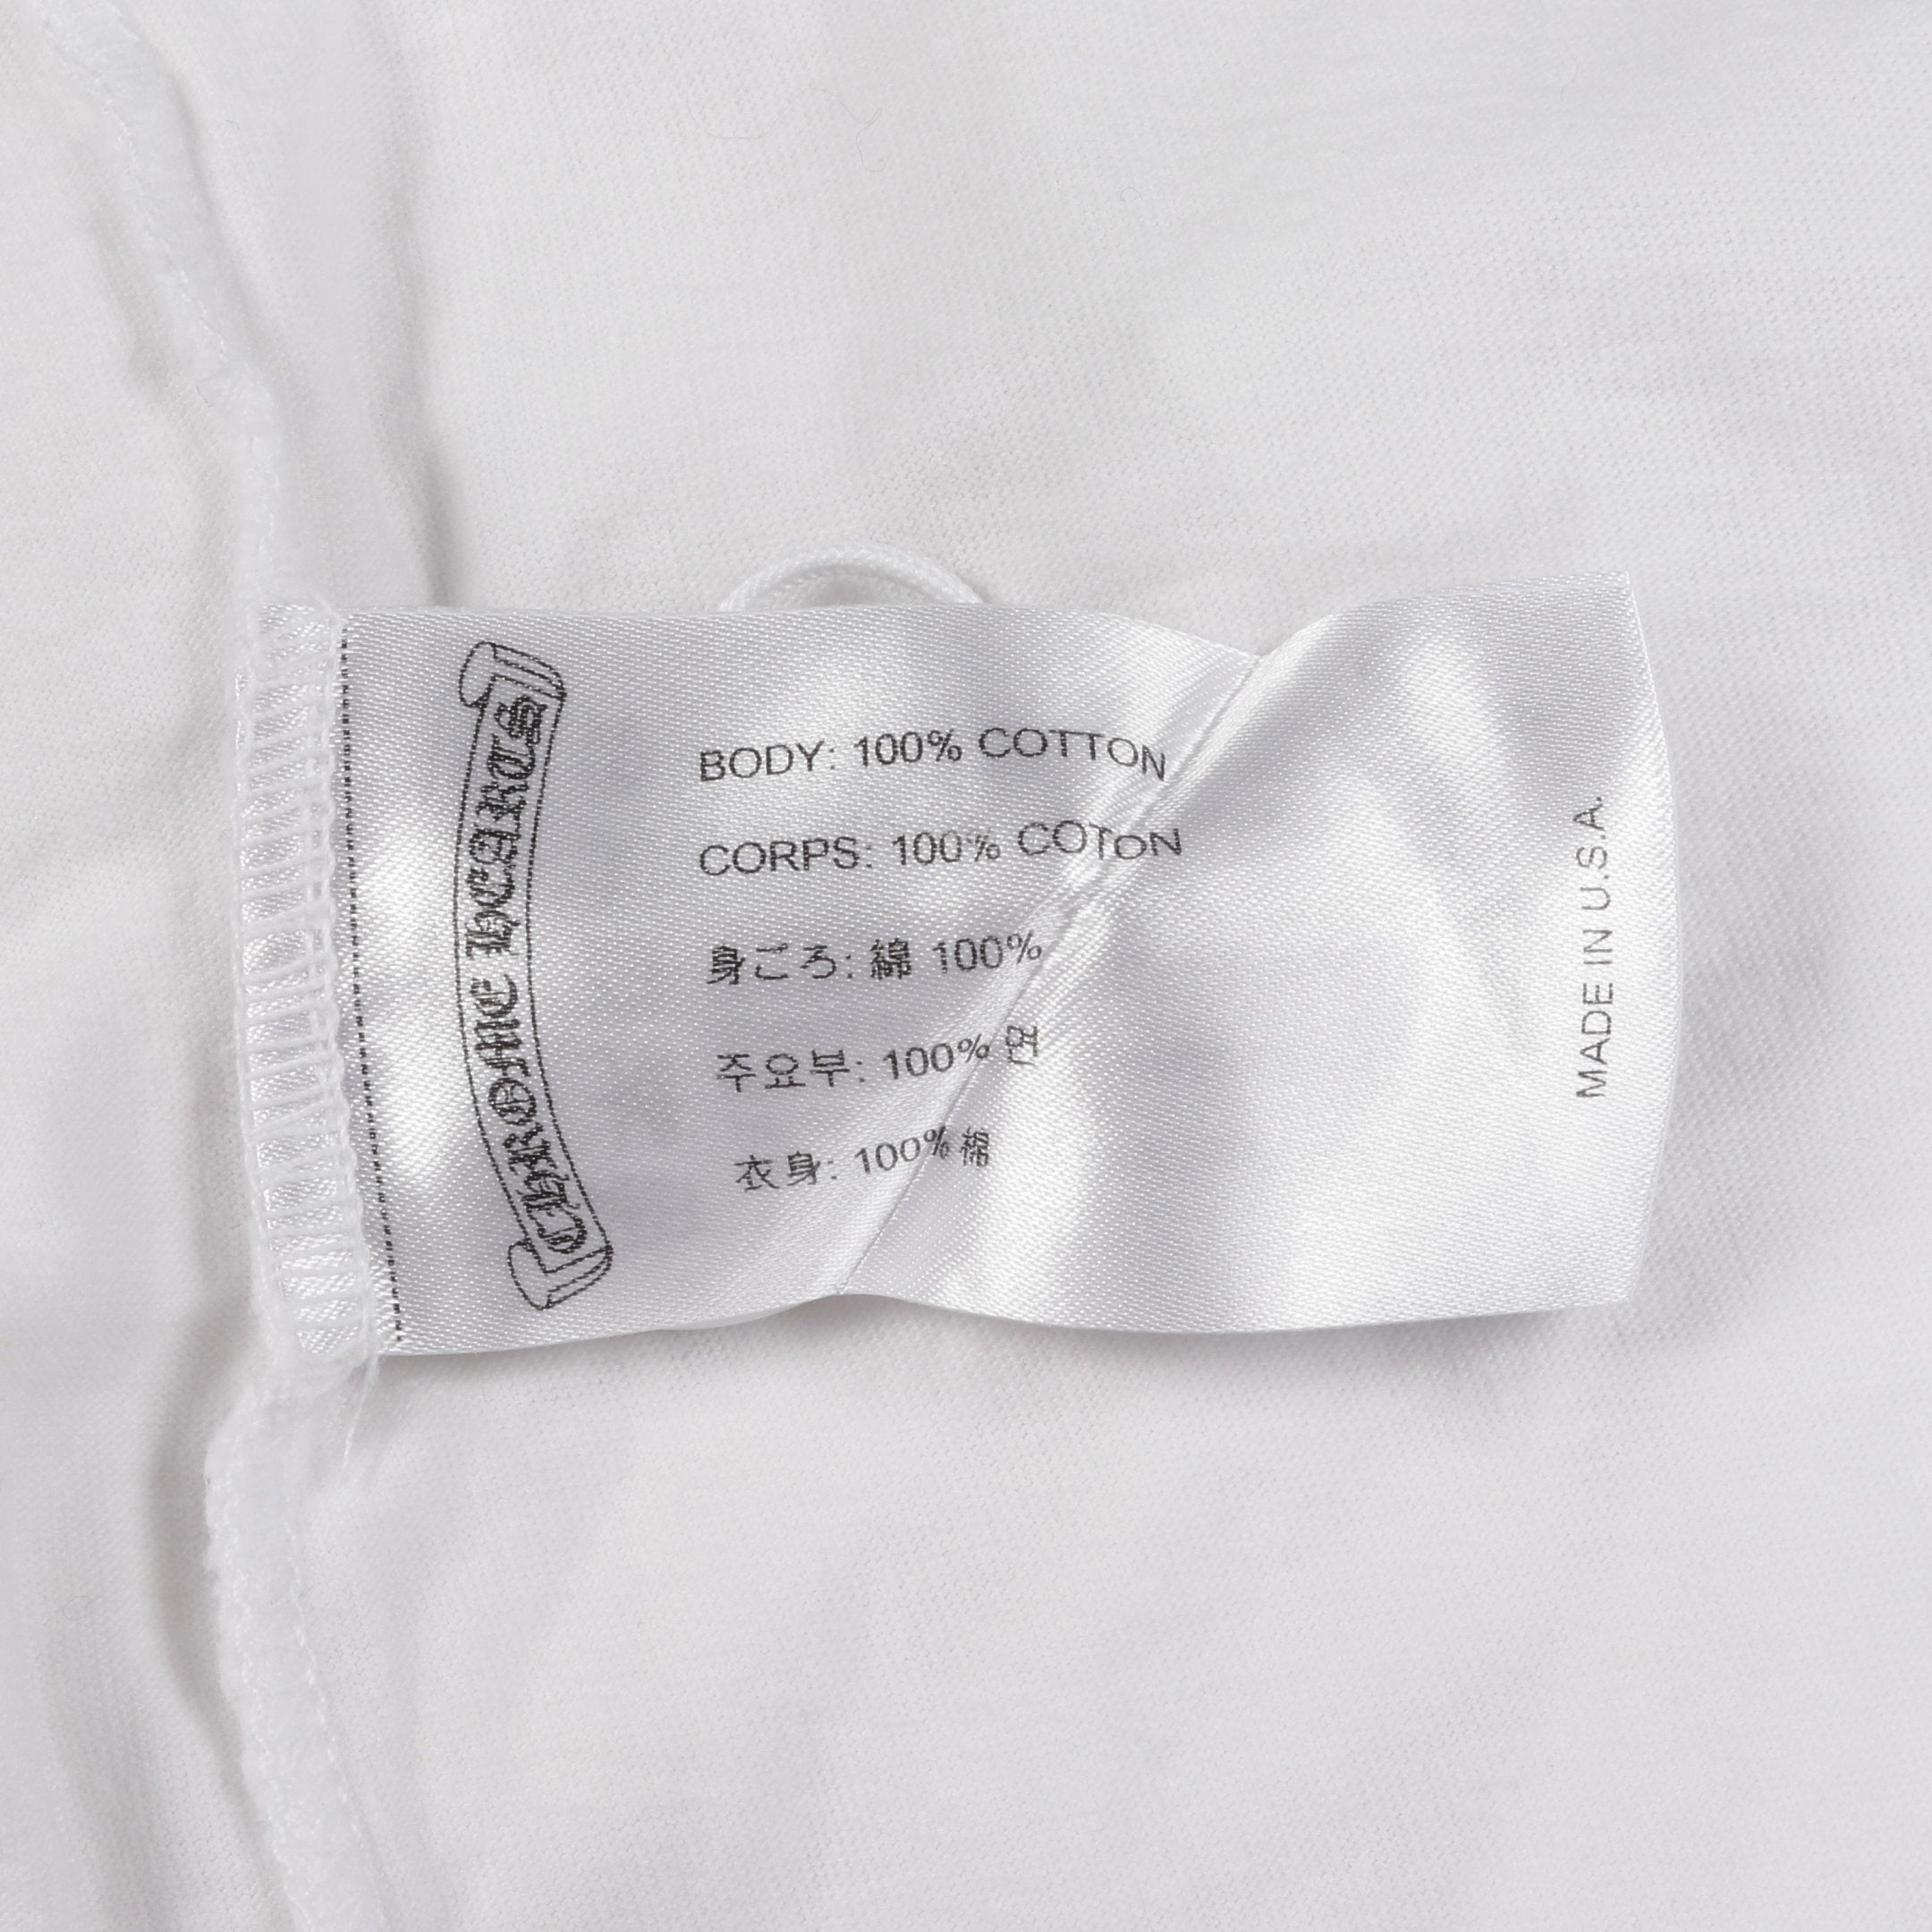 CHROME HEARTS
BODY: 100% COTTON
CORPS: 100% COTON
身ごろ: 綿 100%
주요부: 100% 면
衣身: 100% 棉
MADE IN U.S.A.